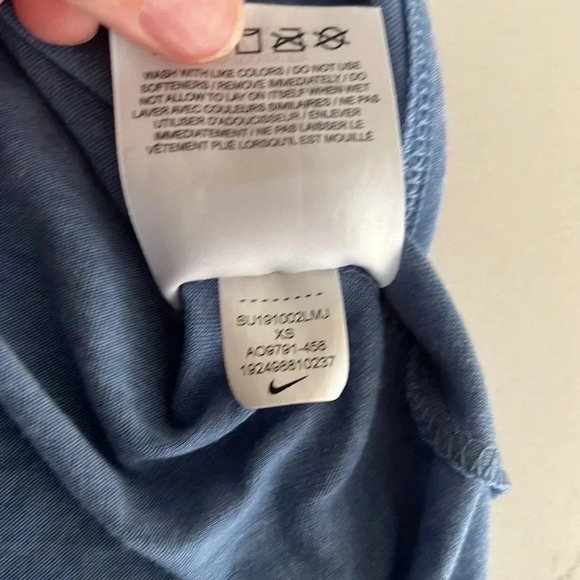 WASH WITH LIKE COLORS / DO NOT USE
SOFTENERS / REMOVE IMMEDIATELY / DO
NOT ALLOW TO LAY ON ITSELF WHEN WET
LAVER AVEC COULEURS SIMILAIRES / NE PAS
UTILISER D'ADOUCISSEUR / ENLEVER
IMMEDIATEMENT / NE PAS LAISSER LE
VÊTEMENT PLIÉ LORSQU'IL EST MOUILLÉ
SU191002LMJ
XS
AO9791-458
192498810237